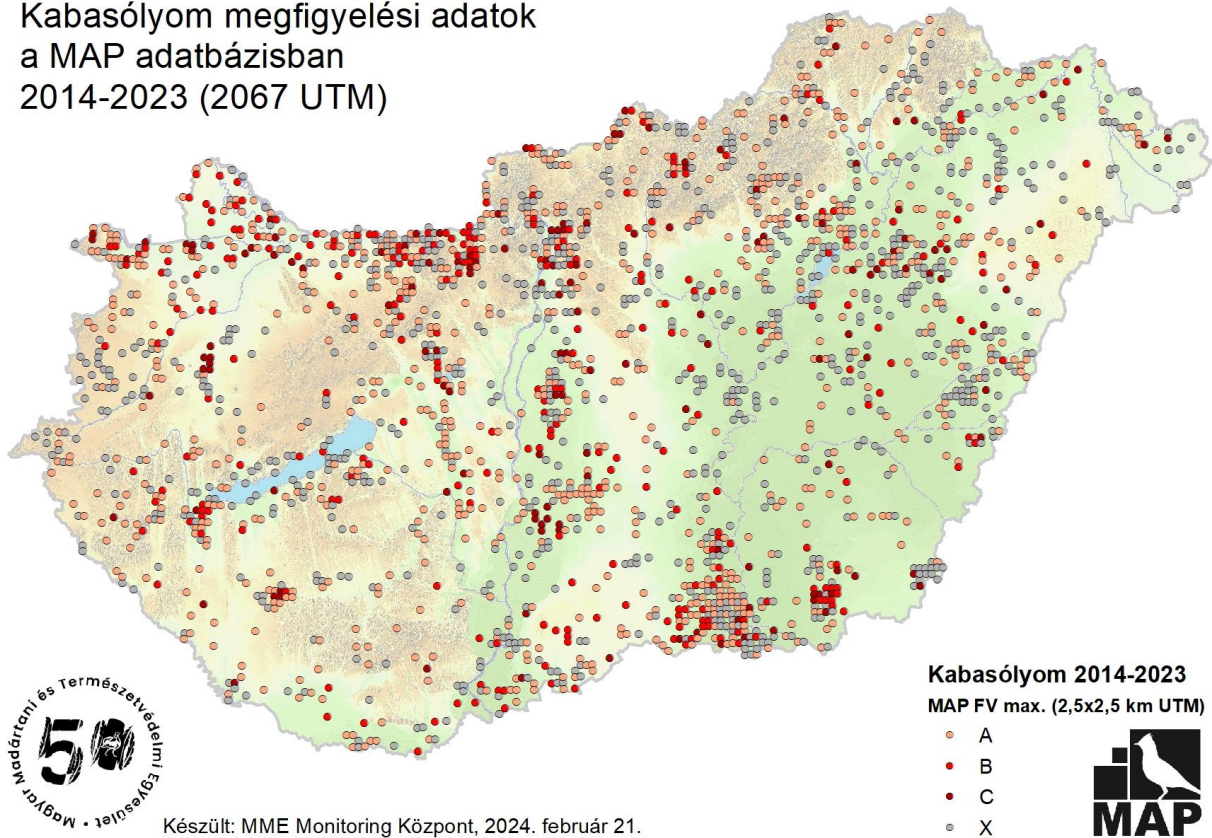 Kabasólyom megfigyelési adatok
a MAP adatbázisban
2014-2023 (2067 UTM)
Kabasólyom 2014-2023
MAP FV max. (2,5x2,5 km UTM)
A
B
C
X
Magyar Madártani és Természetvédelmi Egyesület •
50
Készült: MME Monitoring Központ, 2024. február 21.
MAP